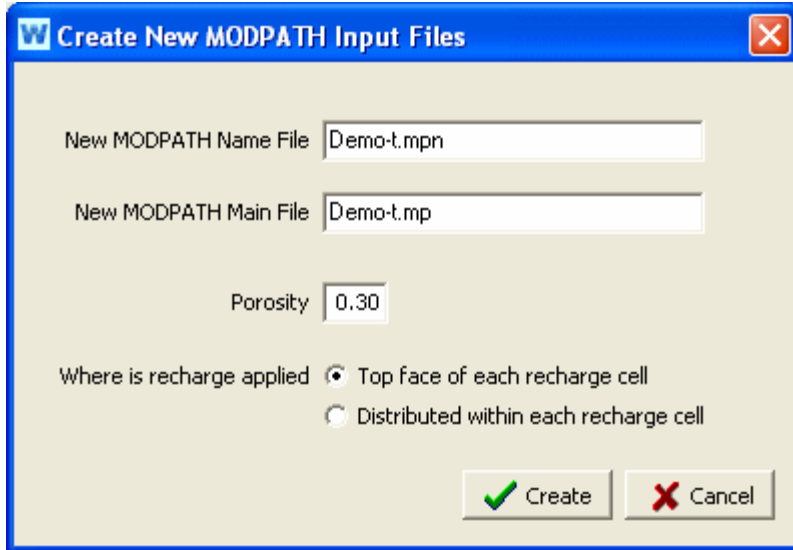 W Create New MODPATH Input Files
New MODPATH Name File Demo-t.mpn
New MODPATH Main File Demo-t.mp
Porosity 0.30
Where is recharge applied Top face of each recharge cell
Distributed within each recharge cell
Create Cancel